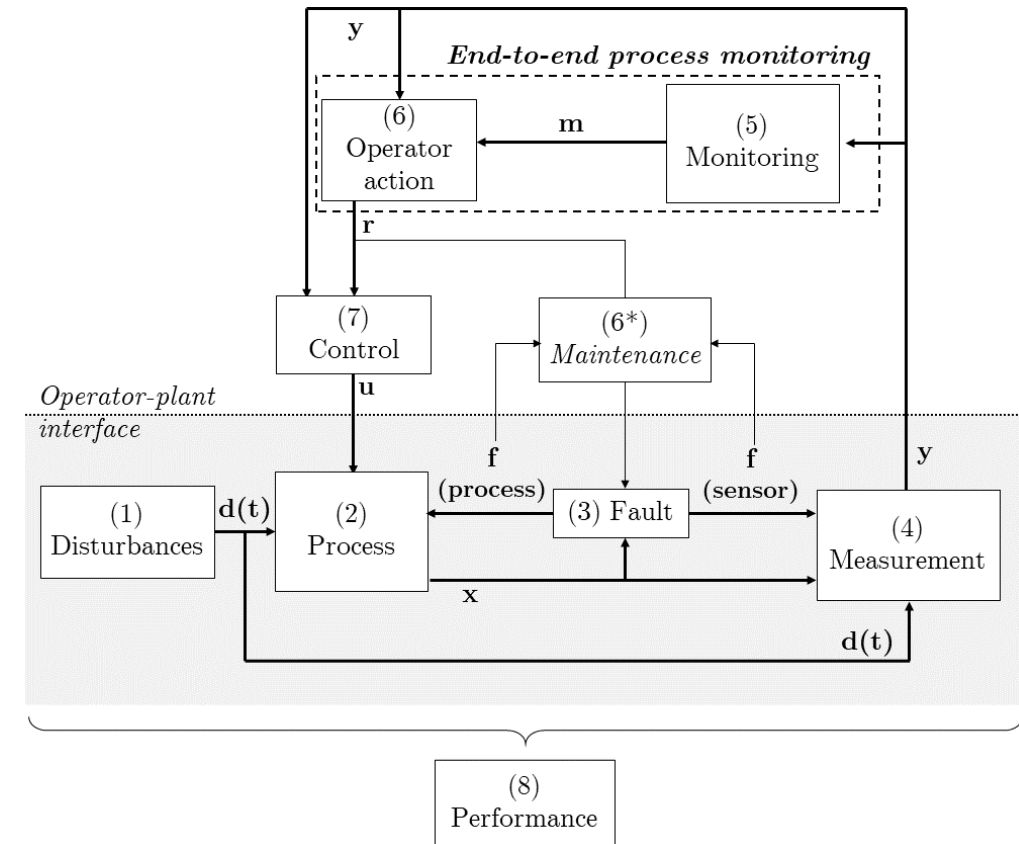 y
End-to-end process monitoring
(6)
Operator
action
m
(5)
Monitoring
r
(7)
Control
(6*)
Maintenance
u
Operator-plant
interface
f
(process)
f
(sensor)
y
(1)
Disturbances
d(t)
(2)
Process
(3) Fault
(4)
Measurement
x
d(t)
(8)
Performance